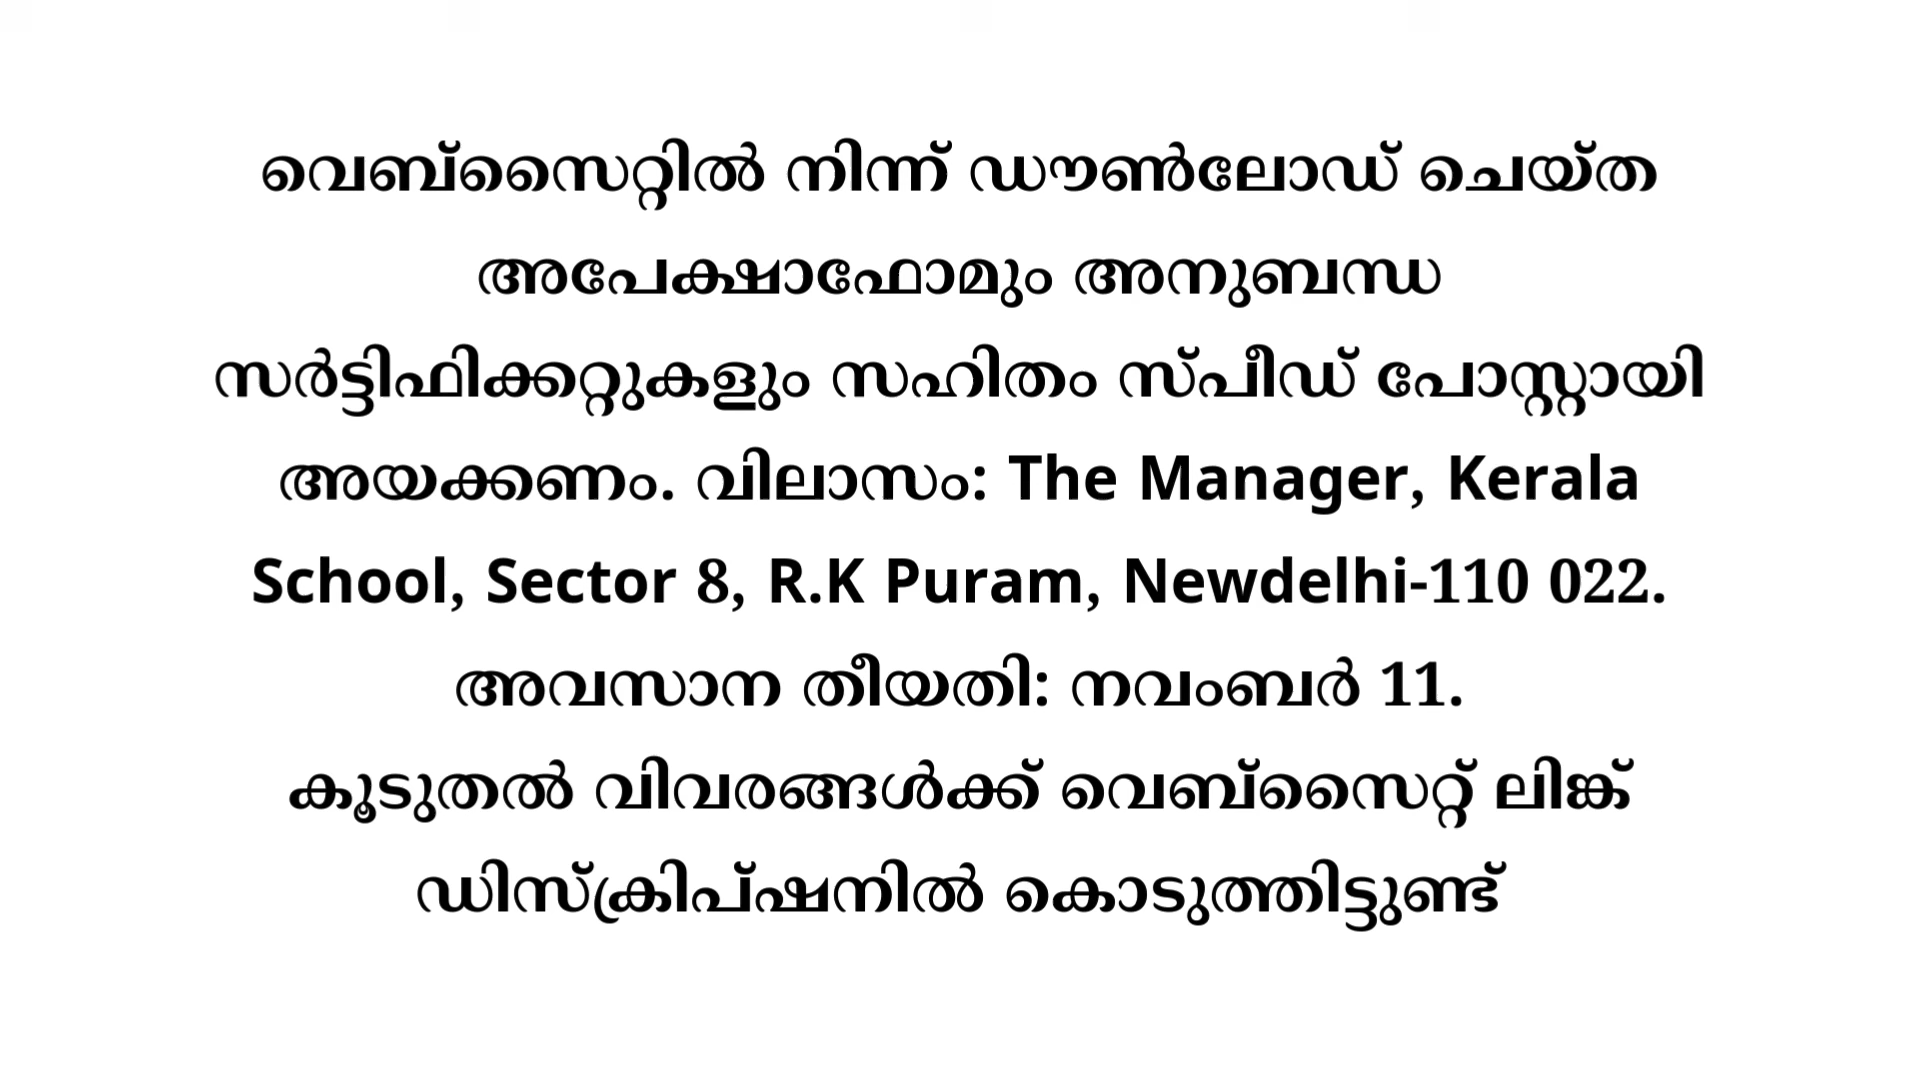 വെബ്സൈറ്റിൽ നിന്ന് ഡൗൺലോഡ് ചെയ്ത
അപേക്ഷാഫോമും അനുബന്ധ
സർട്ടിഫിക്കറ്റുകളും സഹിതം സ്പീഡ് പോസ്റ്റായി
അയക്കണം. വിലാസം: The Manager, Kerala
School, Sector 8, R.K Puram, Newdelhi-110 022.
അവസാന തീയതി: നവംബർ 11.
കൂടുതൽ വിവരങ്ങൾക്ക് വെബ്സൈറ്റ് ലിങ്ക്
ഡിസ്ക്രിപ്ഷനിൽ കൊടുത്തിട്ടുണ്ട്